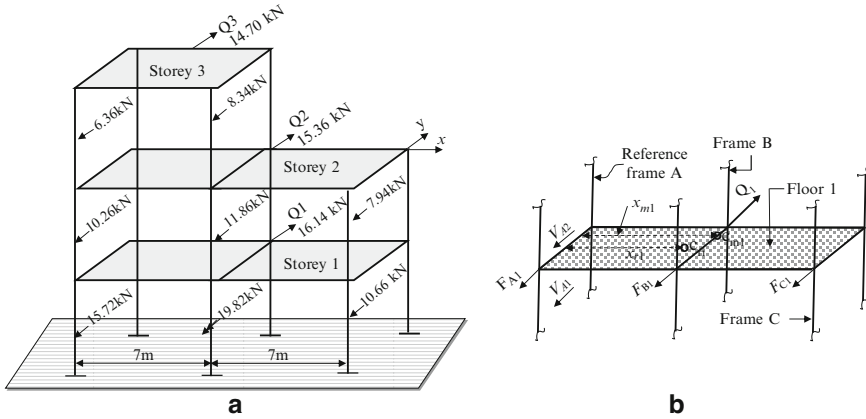 Q3
14.70 kN
Storey 3
6.36kN
8.34kN
Q2
15.36 kN
y
x
Storey 2
10.26kN
11.86kN
7.94kN
Q1
16.14 kN
Storey 1
15.72kN
19.82kN
10.66 kN
7m
7m
a
Frame B
Reference
frame A
Q1
Floor 1
xm1
VA2
Cr1
Cm1
xr1
FA1
VA1
FB1
FC1
Frame C
b